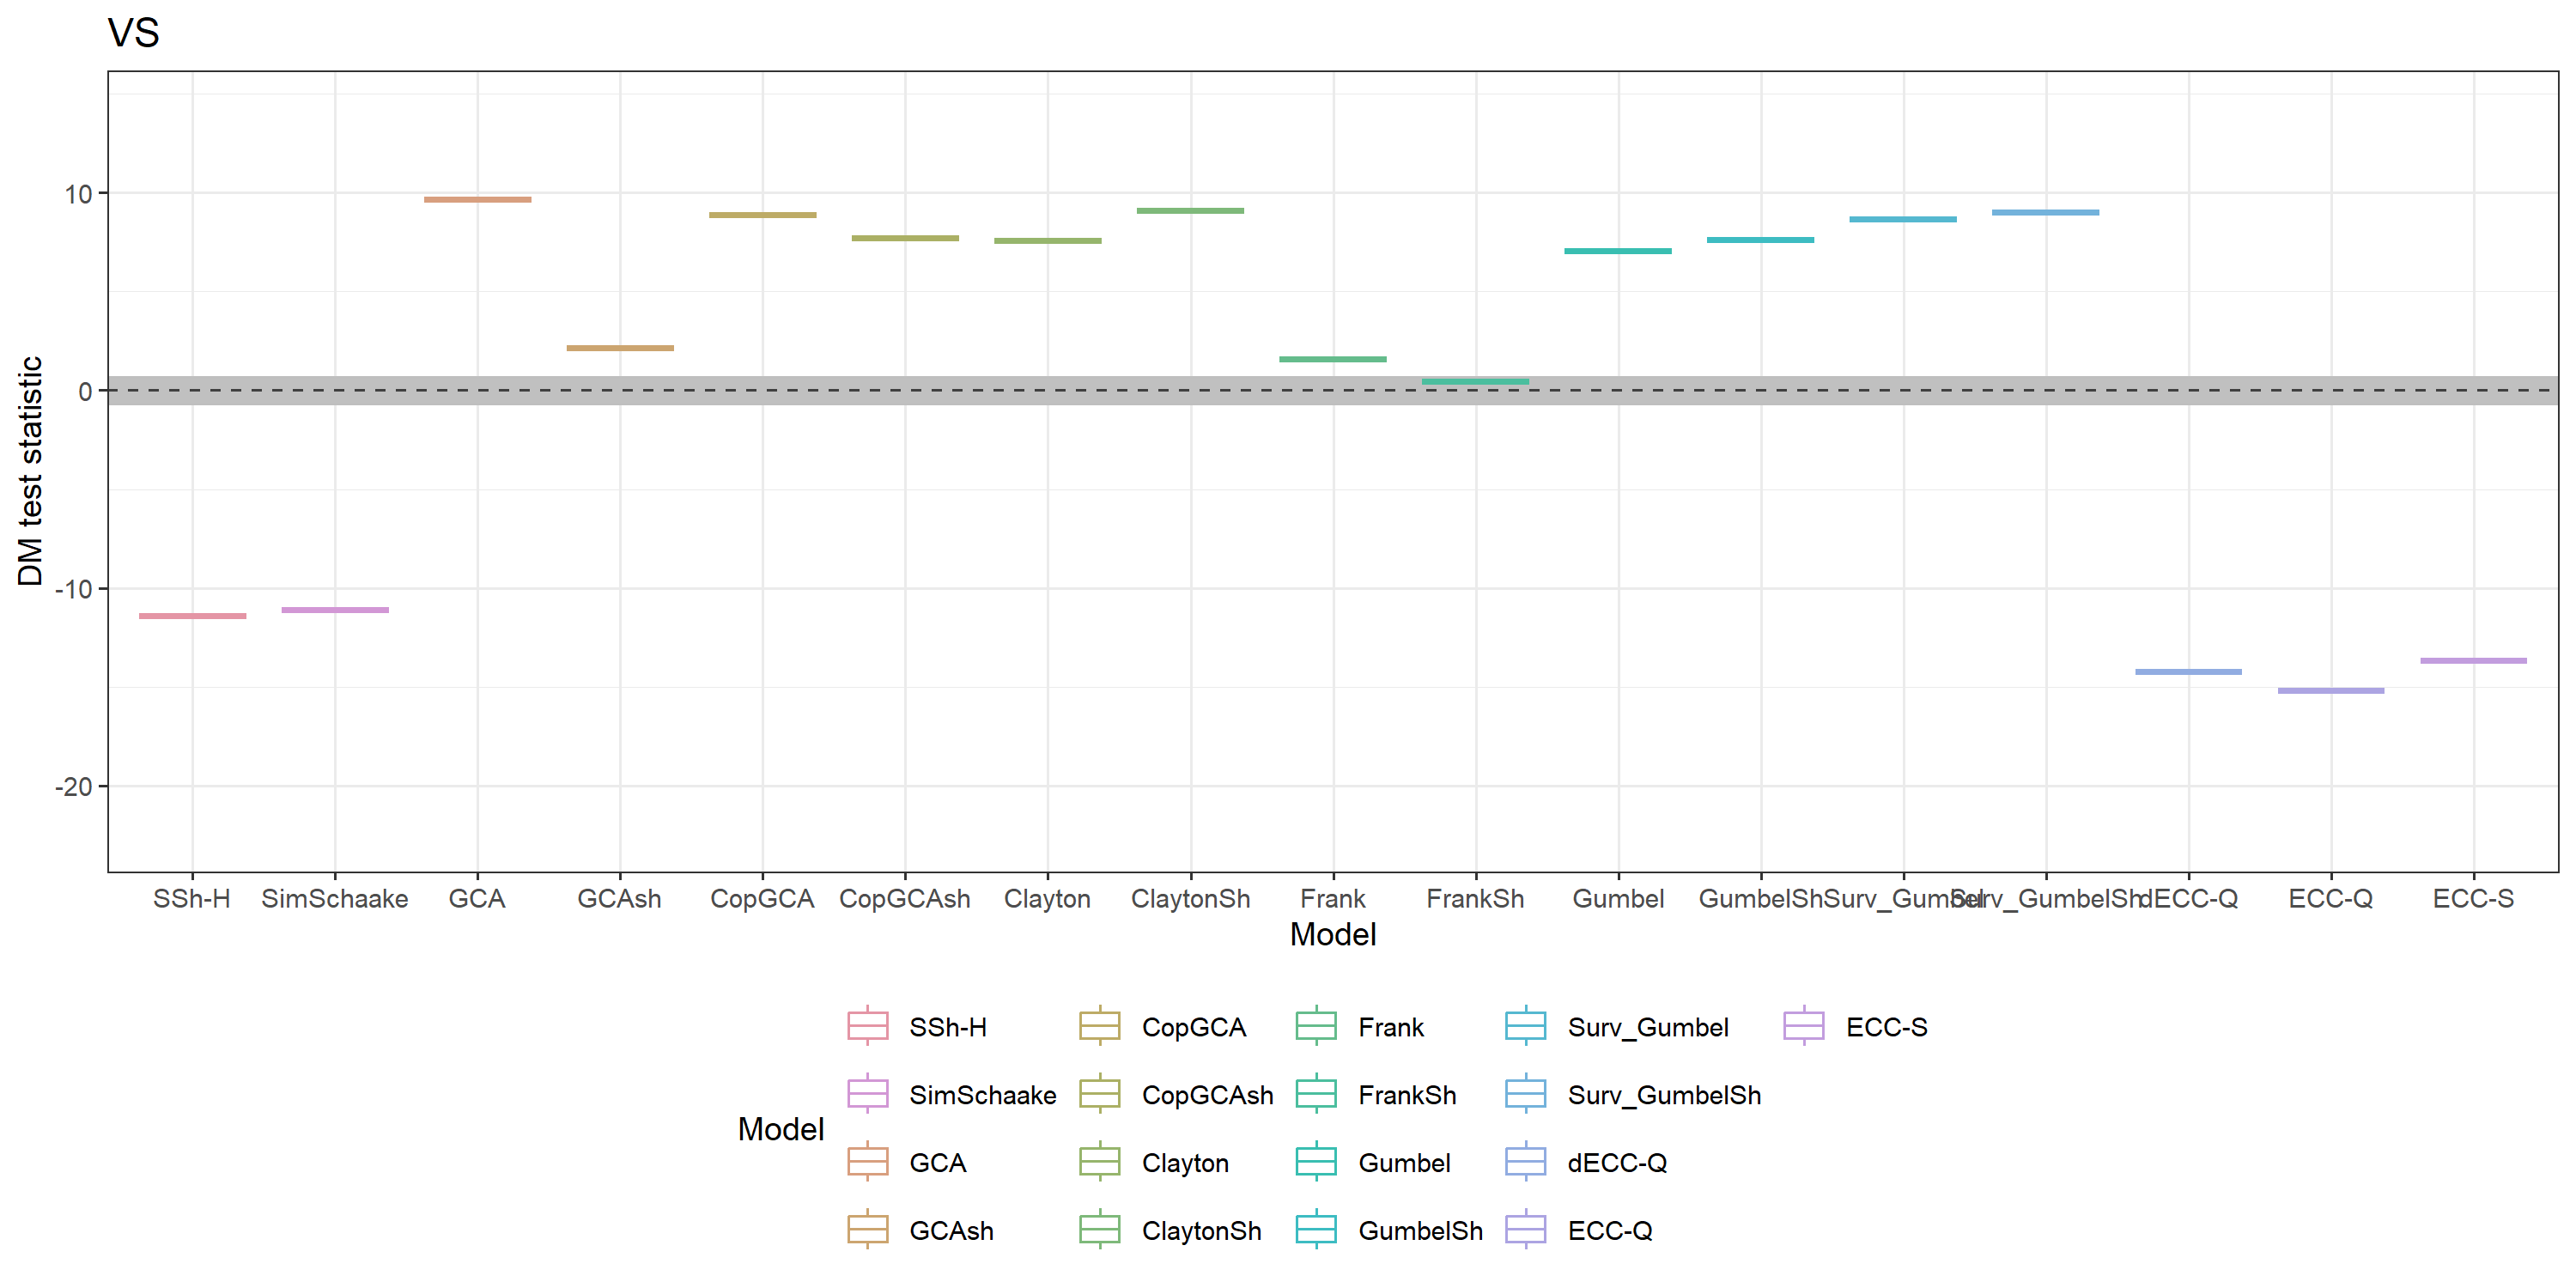 VS
DM test statistic
10
0
-10
-20
SSh-H SimSchaake GCA GCAsh CopGCA CopGCAsh Clayton ClaytonSh Frank FrankSh Gumbel GumbelSh Surv_Gumbel Surv_GumbelSh dECC-Q ECC-Q ECC-S
Model
Model
SSh-H CopGCA Frank Surv_Gumbel ECC-S
SimSchaake CopGCAsh FrankSh Surv_GumbelSh
GCA Clayton Gumbel dECC-Q
GCAsh ClaytonSh GumbelSh ECC-Q